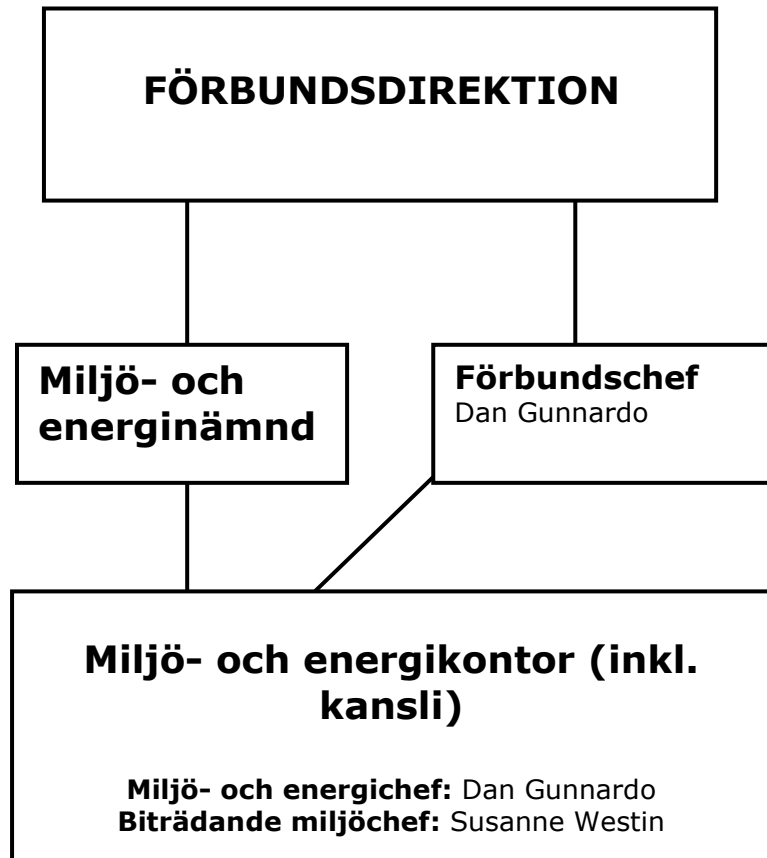 FÖRBUNDSDIREKTION
Miljö- och
energinämnd
Förbundschef
Dan Gunnardo
Miljö- och energikontor (inkl.
kansli)
Miljö- och energichef: Dan Gunnardo
Biträdande miljöchef: Susanne Westin